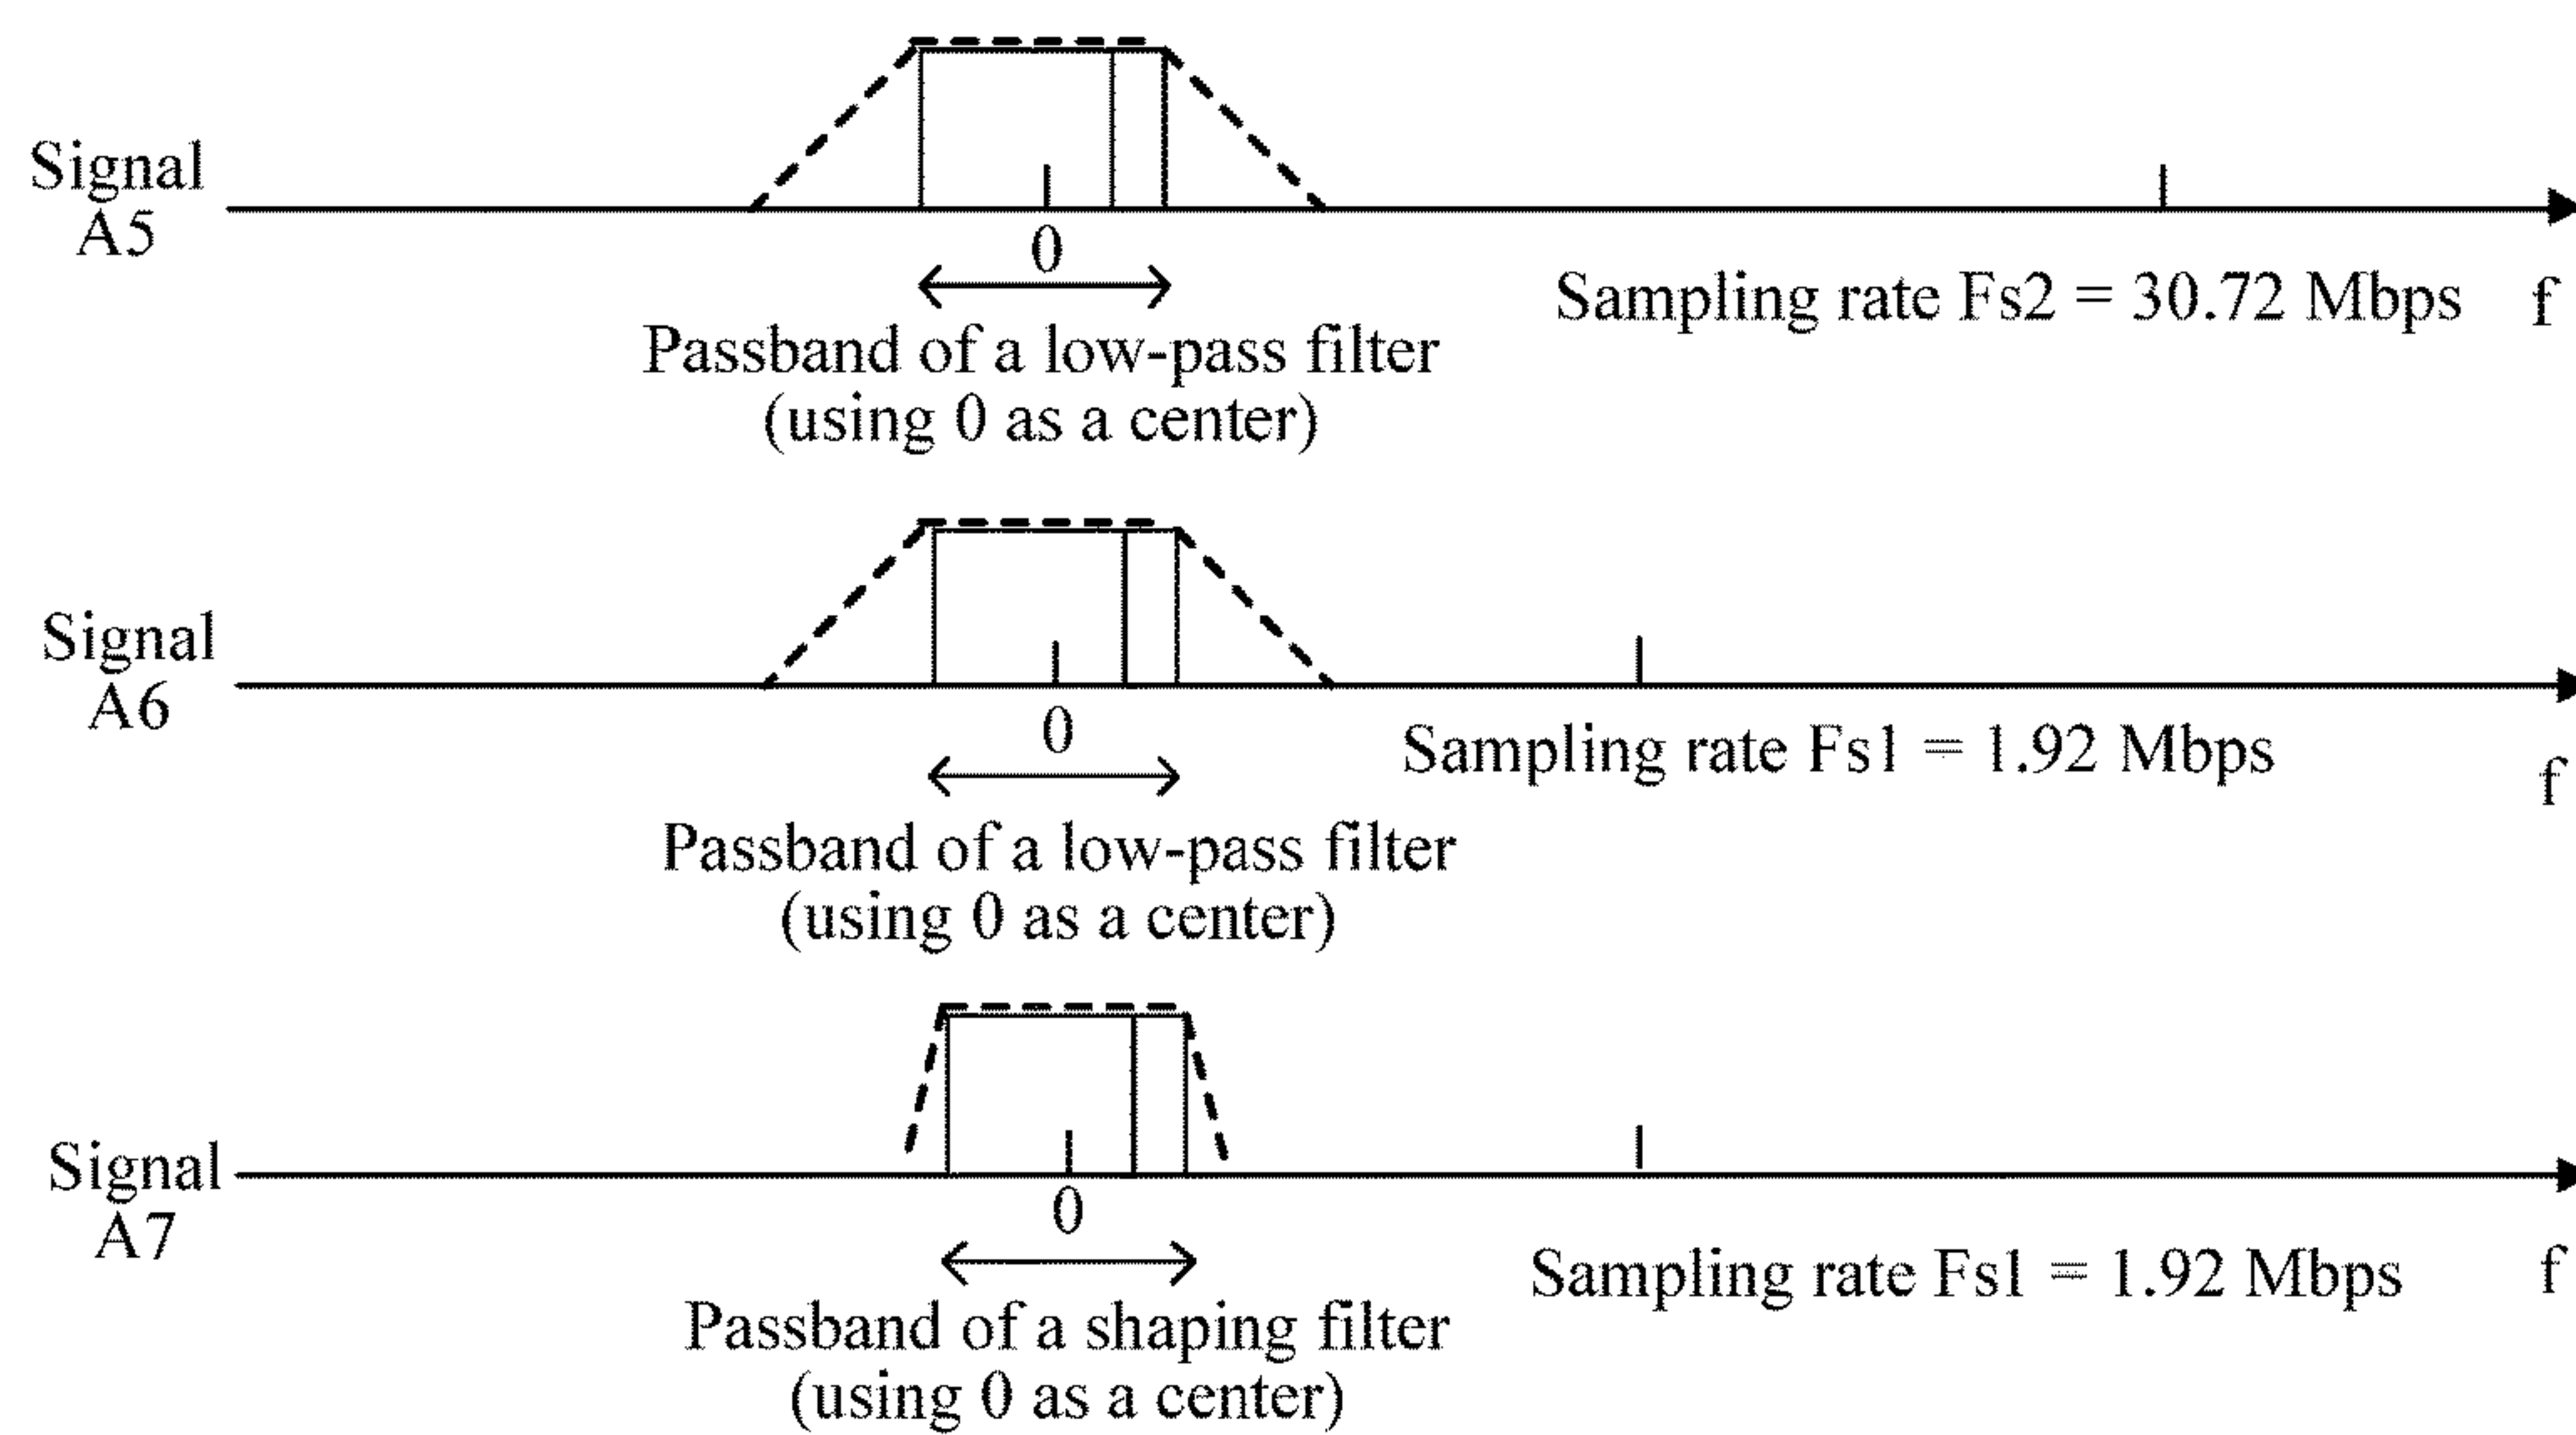 Signal
A5
0
Sampling rate Fs2 = 30.72 Mbps
f
Passband of a low-pass filter
(using 0 as a center)
Signal
A6
0
Sampling rate Fs1 = 1.92 Mbps
f
Passband of a low-pass filter
(using 0 as a center)
Signal
A7
0
Sampling rate Fs1 = 1.92 Mbps
f
Passband of a shaping filter
(using 0 as a center)